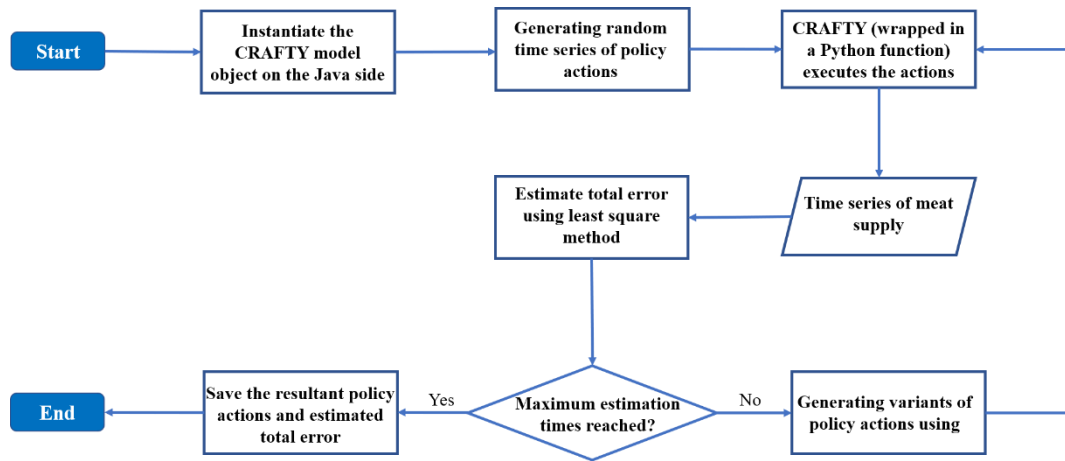 Start
Instantiate the
CRAFTY model
object on the Java side
Generating random
time series of policy
actions
CRAFTY (wrapped in
a Python function)
executes the actions
Time series of meat
supply
Estimate total error
using least square
method
Maximum estimation
times reached?
Yes
No
Save the resultant policy
actions and estimated
total error
End
Generating variants of
policy actions using